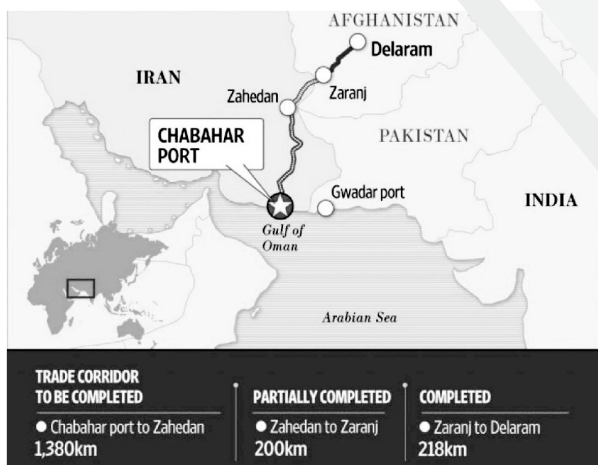 AFGHANISTAN
Delaram
IRAN
Zaranj
Zahedan
CHABAHAR
PORT
PAKISTAN
Gwadar port
INDIA
Gulf of
Oman
Arabian Sea
TRADE CORRIDOR
TO BE COMPLETED
● Chabahar port to Zahedan
1,380km
PARTIALLY COMPLETED
● Zahedan to Zaranj
200km
COMPLETED
● Zaranj to Delaram
218km